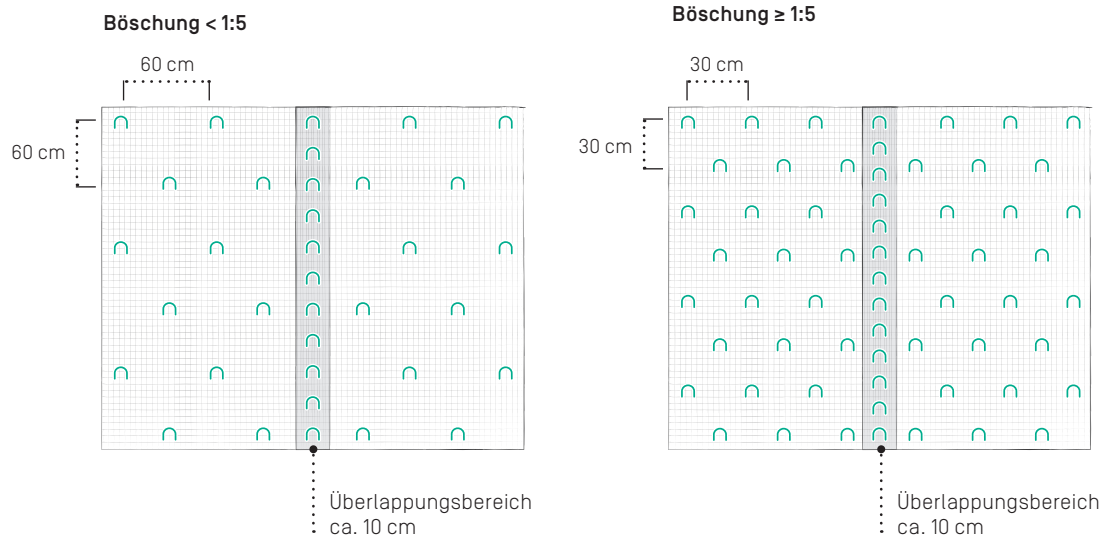 Böschung < 1:5
60 cm
60 cm
Überlappungsbereich
ca. 10 cm
Böschung ≥ 1:5
30 cm
30 cm
Überlappungsbereich
ca. 10 cm